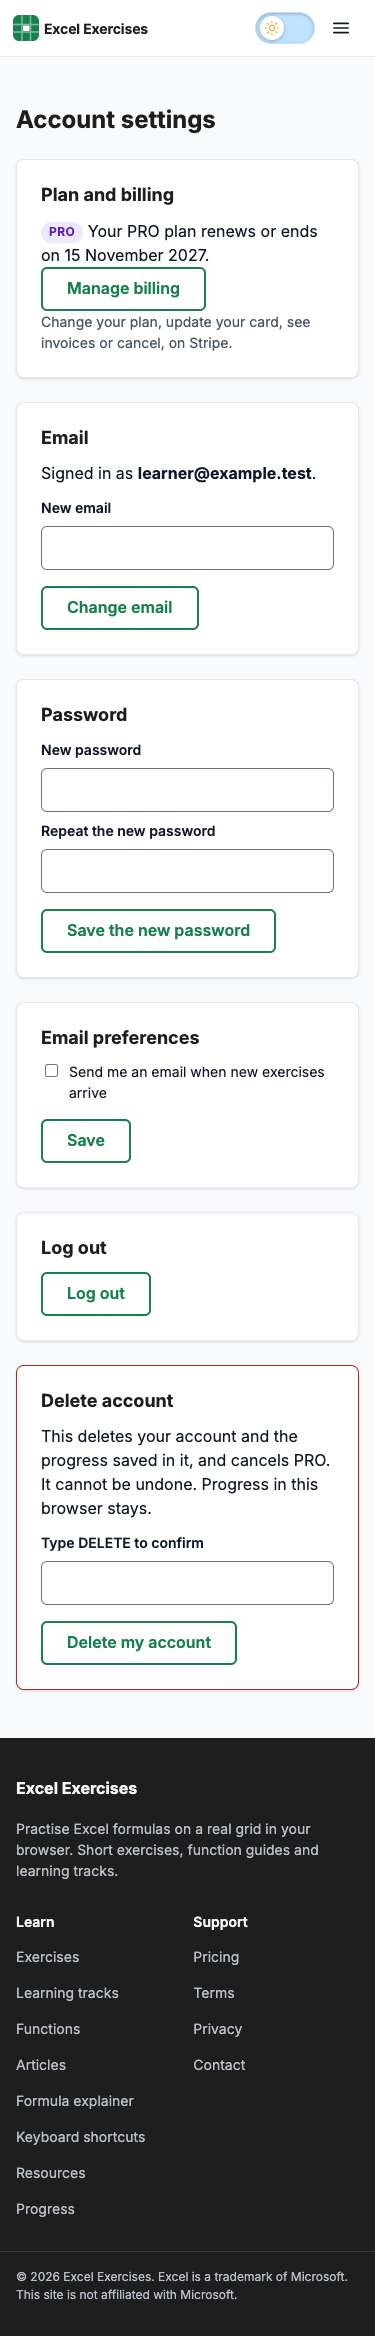 Excel Exercises
Account settings
Plan and billing
PRO Your PRO plan renews or ends
on 15 November 2027.
Manage billing
Change your plan, update your card, see
invoices or cancel, on Stripe.
Email
Signed in as learner@example.test.
New email
Change email
Password
New password
Repeat the new password
Save the new password
Email preferences
Send me an email when new exercises
arrive
Save
Log out
Log out
Delete account
This deletes your account and the
progress saved in it, and cancels PRO.
It cannot be undone. Progress in this
browser stays.
Type DELETE to confirm
Delete my account
Excel Exercises
Practise Excel formulas on a real grid in your
browser. Short exercises, function guides and
learning tracks.
Learn
Exercises
Learning tracks
Functions
Articles
Formula explainer
Keyboard shortcuts
Resources
Progress
Support
Pricing
Terms
Privacy
Contact
© 2026 Excel Exercises. Excel is a trademark of Microsoft.
This site is not affiliated with Microsoft.